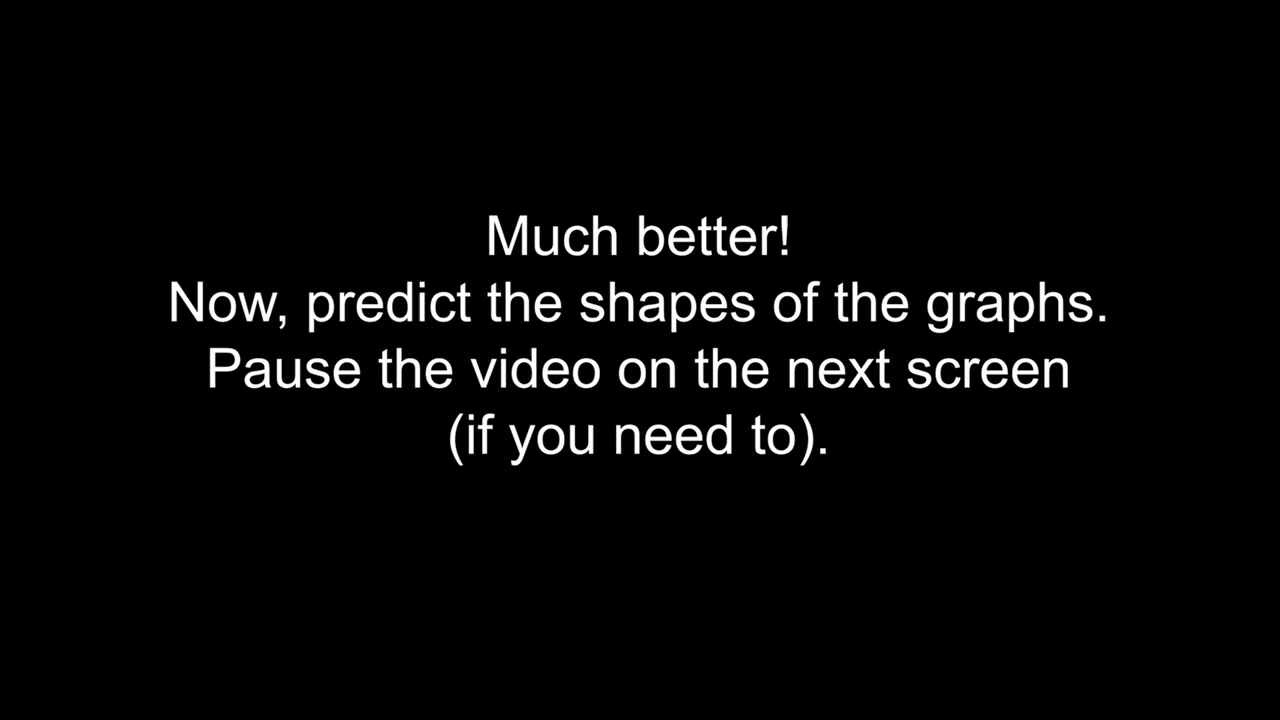 Much better!
Now, predict the shapes of the graphs.
Pause the video on the next screen
(if you need to).